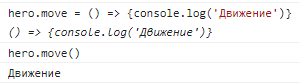 hero.move = () => {console.log('Движение')}
() => {console.log('Движение')}
hero.move()
Движение